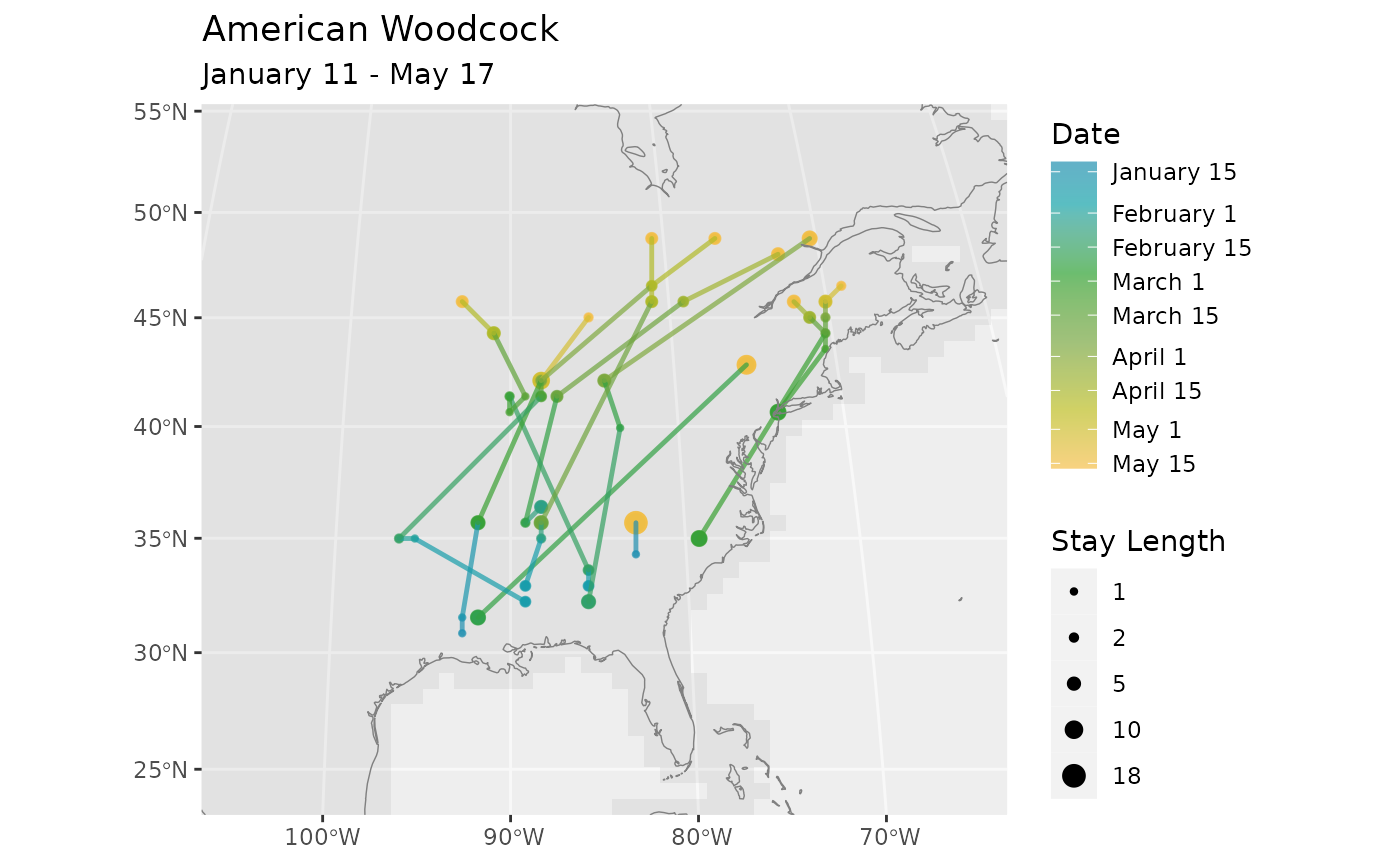 American Woodcock
January 11 - May 17
55°N
50°N
45°N
40°N
35°N
30°N
25°N
100°W
90°W
80°W
70°W
Date
January 15
February 1
February 15
March 1
March 15
April 1
April 15
May 1
May 15
Stay Length
1
2
5
10
18